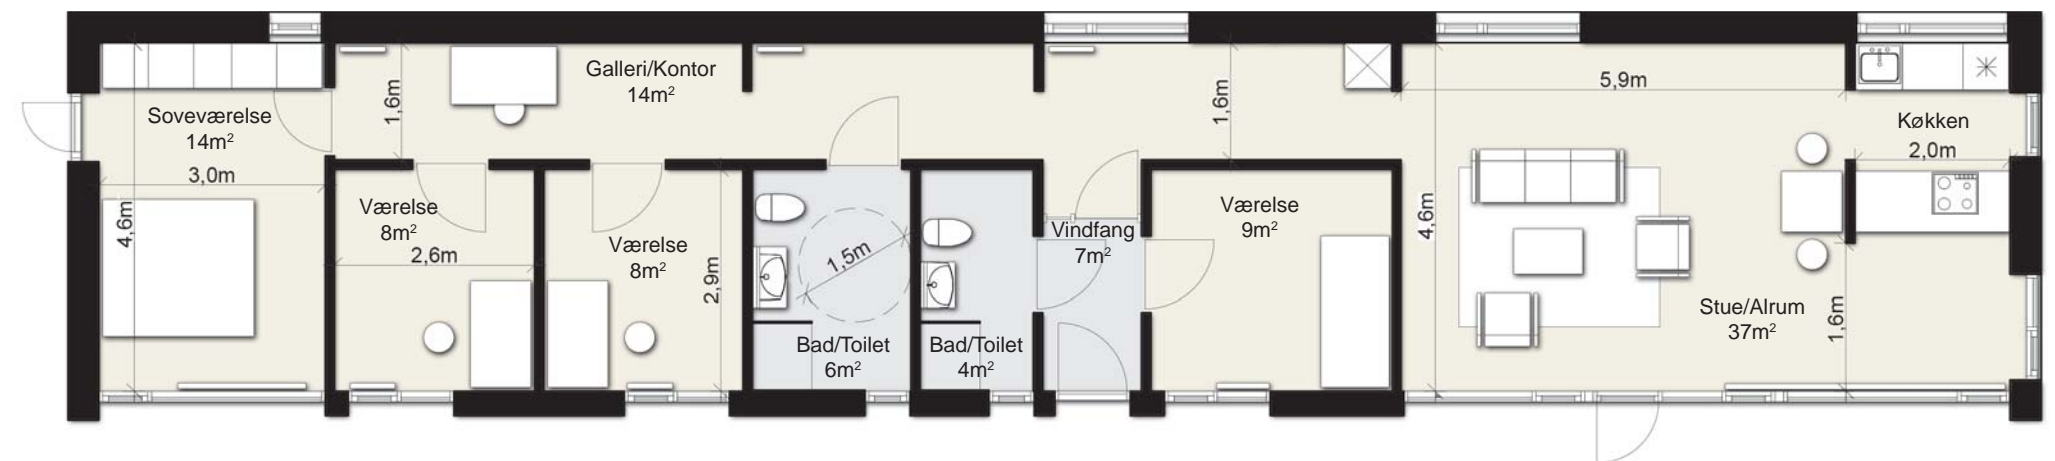 Soveværelse
14m²
3,0m
4,6m
1,6m
Galleri/Kontor
14m²
Værelse
8m²
2,6m
Værelse
8m²
2,9m
1,5m
Bad/Toilet
6m²
Bad/Toilet
4m²
Vindfang
7m²
1,6m
Værelse
9m²
4,6m
5,9m
Køkken
2,0m
Stue/Alrum
37m²
1,6m